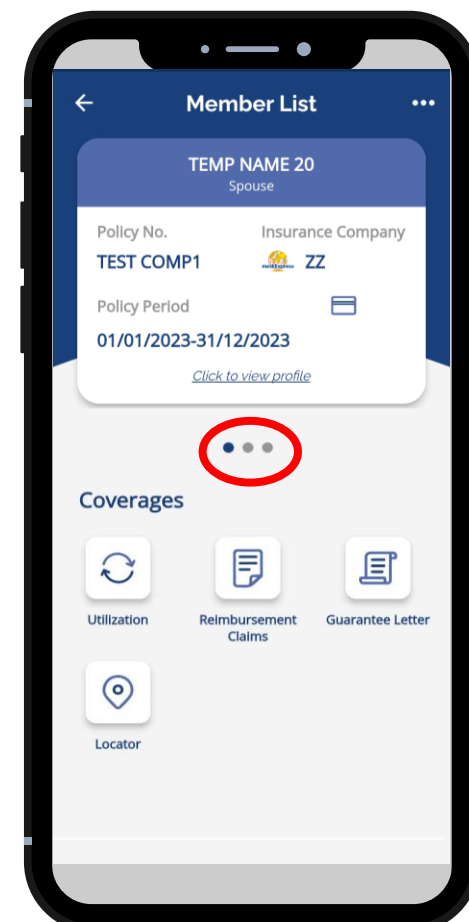 Member List
TEMP NAME 20
Spouse
Policy No.
Insurance Company
TEST COMP1
ZZ
Policy Period
01/01/2023-31/12/2023
Click to view profile
Coverages
Utilization
Reimbursement
Claims
Guarantee Letter
Locator